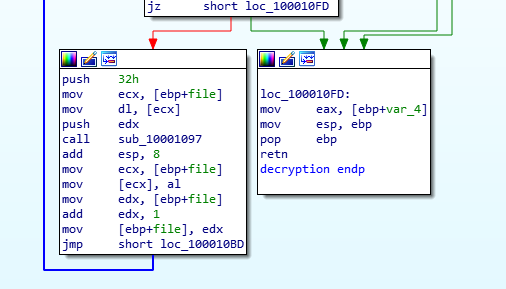 jz short loc_100010FD
push 32h
mov ecx, [ebp+file]
mov dl, [ecx]
push edx
call sub_10001097
add esp, 8
mov ecx, [ebp+file]
mov [ecx], al
mov edx, [ebp+file]
add edx, 1
mov [ebp+file], edx
jmp short loc_100010BD
loc_100010FD:
mov eax, [ebp+var_4]
mov esp, ebp
pop ebp
retn
decryption endp